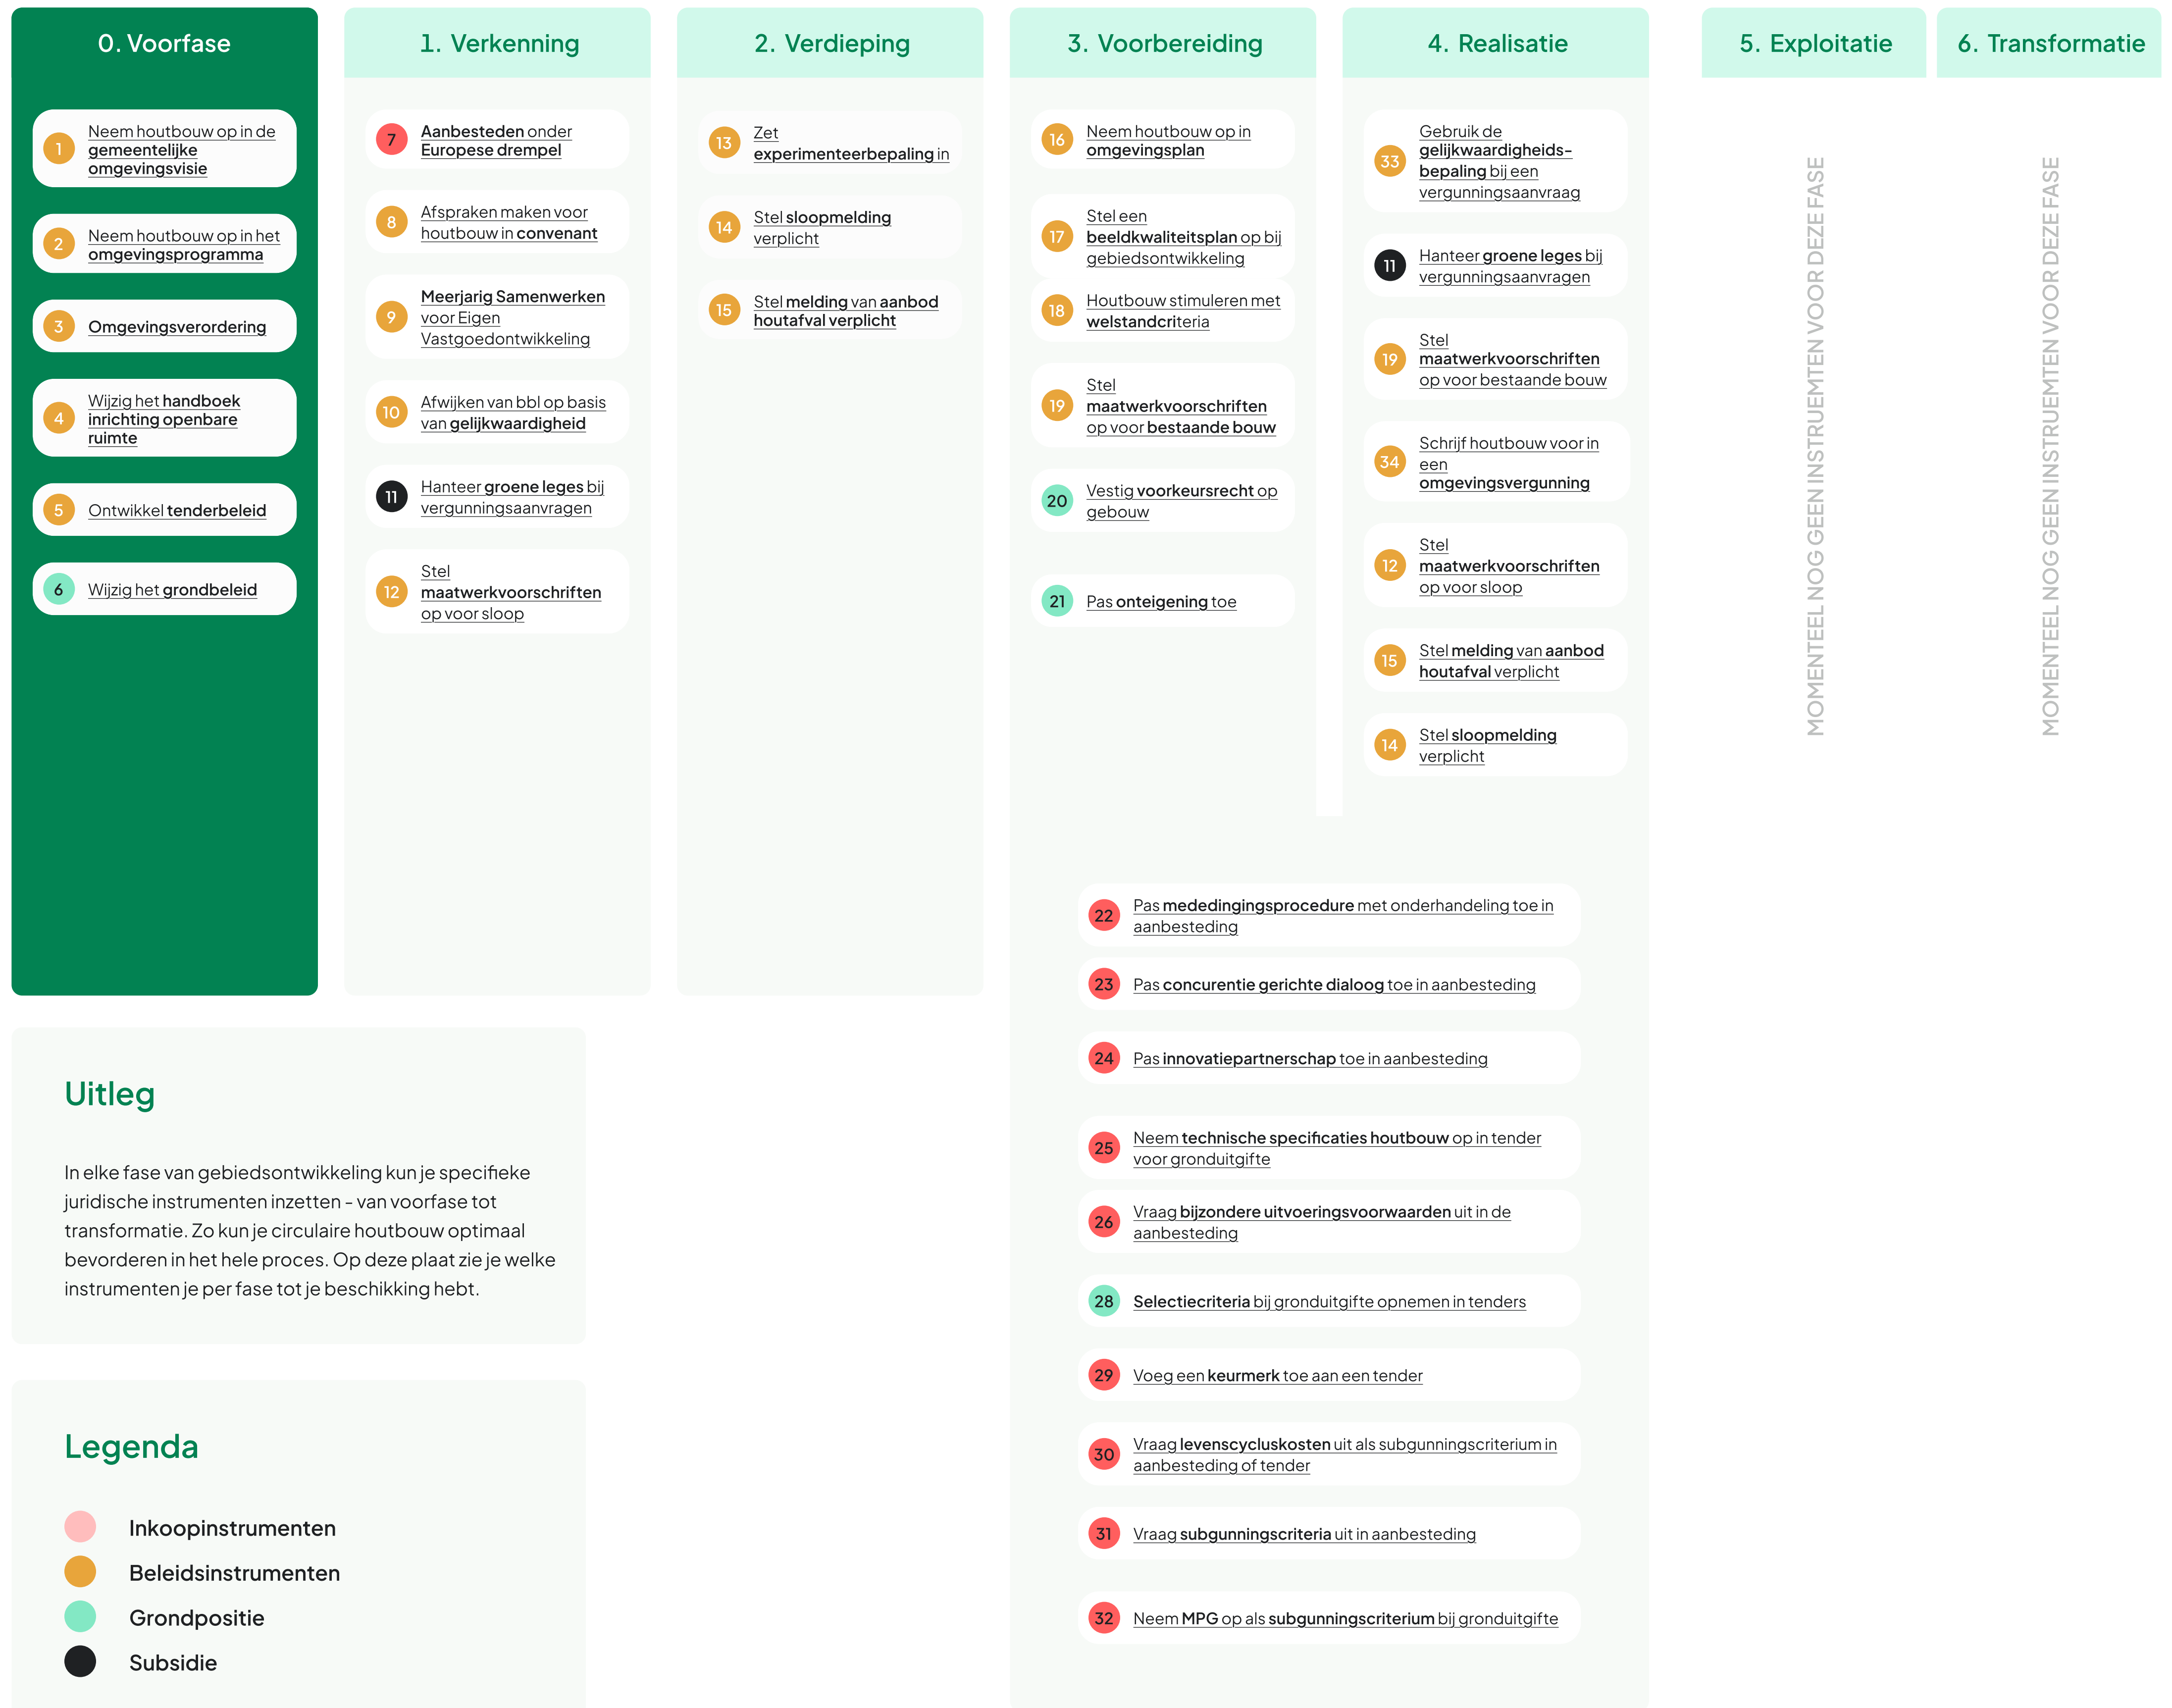 0. Voorfase
1
Neem houtbouw op in de
gemeentelijke
omgevingsvisie
2
Neem houtbouw op in het
omgevingsprogramma
3
Omgevingsverordering
4
Wijzig het handboek
inrichting openbare
ruimte
5
Ontwikkel tenderbeleid
6
Wijzig het grondbeleid
1. Verkenning
7
Aanbesteden onder
Europese drempel
8
Afspraken maken voor
houtbouw in convenant
9
Meerjarig Samenwerken
voor Eigen
Vastgoedontwikkeling
10
Afwijken van bbl op basis
van gelijkwaardigheid
11
Hanteer groene leges bij
vergunningsaanvragen
12
Stel
maatwerkvoorschriften
op voor sloop
2. Verdieping
13
Zet
experimenteerbepaling in
14
Stel sloopmelding
verplicht
15
Stel melding van aanbod
houtafval verplicht
3. Voorbereiding
16
Neem houtbouw op in
omgevingsplan
17
Stel een
beeldkwaliteitsplan op bij
gebiedsontwikkeling
18
Houtbouw stimuleren met
welstandcriteria
19
Stel
maatwerkvoorschriften
op voor bestaande bouw
20
Vestig voorkeursrecht op
gebouw
21
Pas onteigening toe
4. Realisatie
33
Gebruik de
gelijkwaardigheids-
bepaling bij een
vergunningsaanvraag
11
Hanteer groene leges bij
vergunningsaanvragen
19
Stel
maatwerkvoorschriften
op voor bestaande bouw
34
Schrijf houtbouw voor in
een
omgevingsvergunning
12
Stel
maatwerkvoorschriften
op voor sloop
15
Stel melding van aanbod
houtafval verplicht
14
Stel sloopmelding
verplicht
22
Pas mededingingsprocedure met onderhandeling toe in
aanbesteding
23
Pas concurentie gerichte dialoog toe in aanbesteding
24
Pas innovatiepartnerschap toe in aanbesteding
25
Neem technische specificaties houtbouw op in tender
voor gronduitgifte
26
Vraag bijzondere uitvoeringsvoorwaarden uit in de
aanbesteding
28
Selectiecriteria bij gronduitgifte opnemen in tenders
29
Voeg een keurmerk toe aan een tender
30
Vraag levenscycluskosten uit als subgunningscriterium in
aanbesteding of tender
31
Vraag subgunningscriteria uit in aanbesteding
32
Neem MPG op als subgunningscriterium bij gronduitgifte
5. Exploitatie
MOMENTEEL NOG GEEN INSTRUEMTEN VOOR DEZE FASE
6. Transformatie
MOMENTEEL NOG GEEN INSTRUEMTEN VOOR DEZE FASE
Uitleg
In elke fase van gebiedsontwikkeling kun je specifieke
juridische instrumenten inzetten - van voorfase tot
transformatie. Zo kun je circulaire houtbouw optimaal
bevorderen in het hele proces. Op deze plaat zie je welke
instrumenten je per fase tot je beschikking hebt.
Legenda
Inkoopinstrumenten
Beleidsinstrumenten
Grondpositie
Subsidie